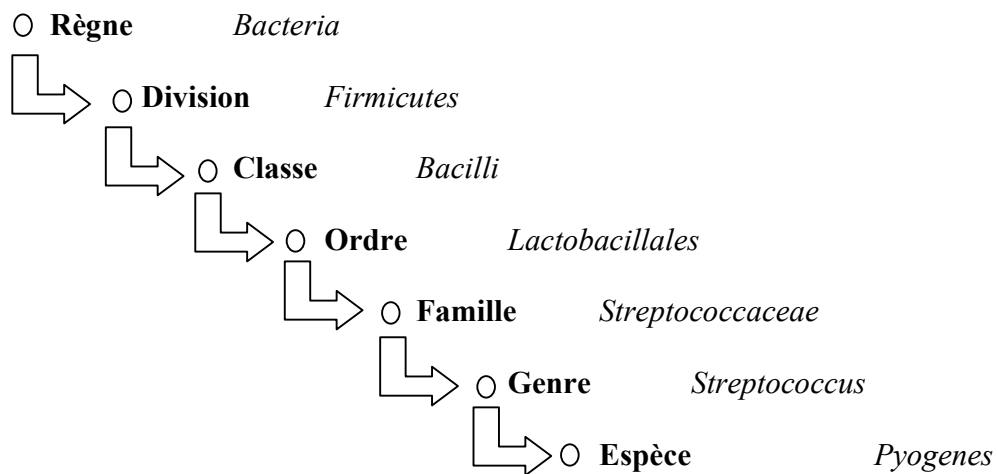 Règne Bacteria
Division Firmicutes
Classe Bacilli
Ordre Lactobacillales
Famille Streptococcaceae
Genre Streptococcus
Espèce Pyogenes